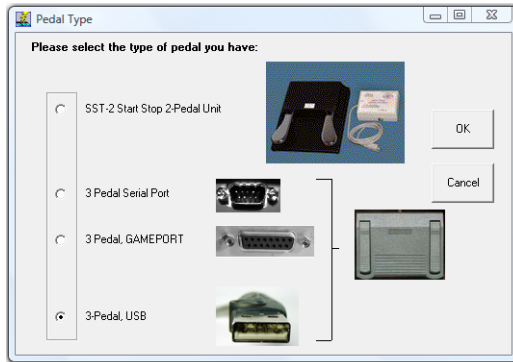 Pedal Type
Please select the type of pedal you have:
SST-2 Start Stop 2-Pedal Unit
OK
Cancel
3 Pedal Serial Port
3 Pedal, GAMEPORT
3-Pedal, USB